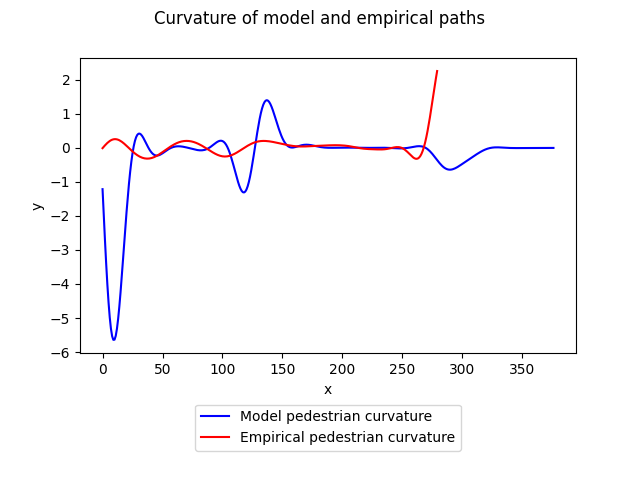 Curvature of model and empirical paths
2
1
0
−1
−2
−3
−4
−5
−6
y
0 50 100 150 200 250 300 350
x
Model pedestrian curvature
Empirical pedestrian curvature